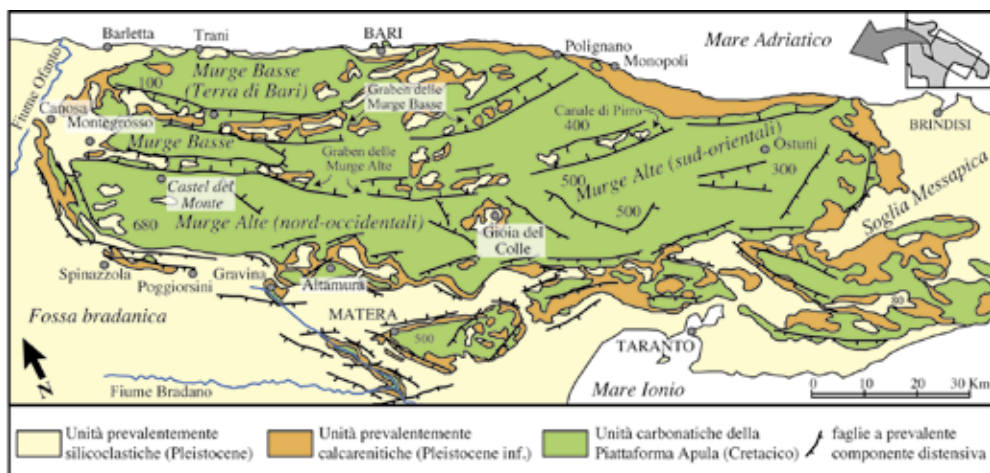 Barletta
Trani
BARI
Mare Adriatico
Polignano
Monopoli
Fiume Ofanto
Murge Basse
(Terra di Bari)
100
Graben delle
Murge Basse
Canale di Pirro
400
Canosa
Montegrosso
BRINDISI
Murge Basse
Graben delle
Murge Alte
Ostuni
Murge Alte (sud-orientali)
300
500
500
Castel del
Monte
Soglia Messapica
680
Murge Alte (nord-occidentali)
Gioia del
Colle
Spinazzola
Poggiorsini
Gravina
Altamura
80
Fossa bradanica
MATERA
500
TARANTO
N
Fiume Bradano
Mare Ionio
0 10 20 30 Km
Unità prevalentemente
silicoclastiche (Pleistocene)
Unità prevalentemente
calcarenitiche (Pleistocene inf.)
Unità carbonatiche della
Piattaforma Apula (Cretacico)
faglie a prevalente
componente distensiva